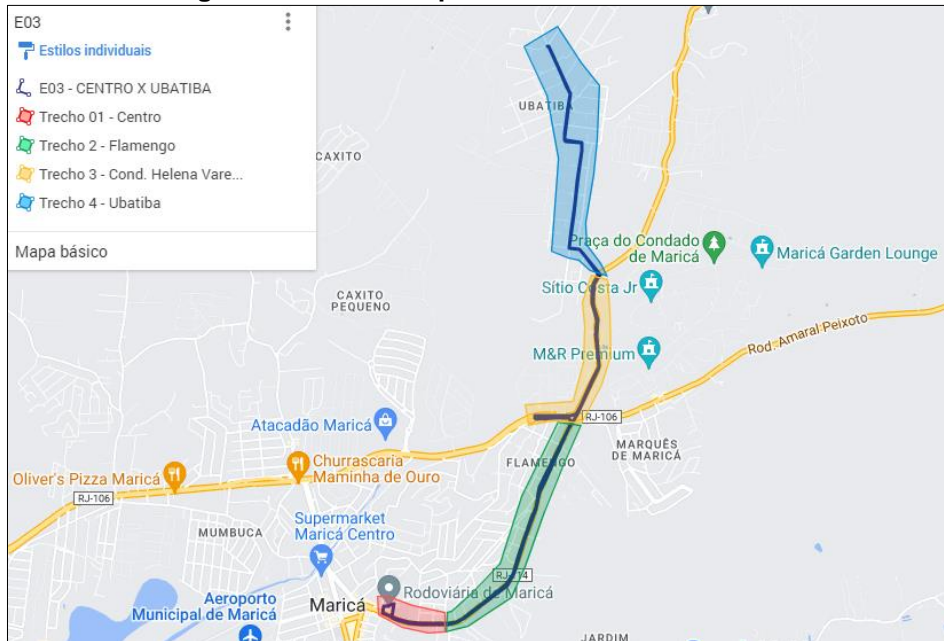 E03
Estilos individuais
E03 - CENTRO X UBATIBA
Trecho 01 - Centro
Trecho 2 - Flamengo
Trecho 3 - Cond. Helena Vare...
Trecho 4 - Ubatiba
Mapa básico
UBATIBA
CAXITO
Praça do Condado
de Maricá
Maricá Garden Lounge
Sítio Costa Jr
CAXITO
PEQUENO
M&R Premium
Rod. Amaral Peixoto
RJ-106
Atacadão Maricá
MARQUÊS
DE MARICÁ
FLAMENGO
Churrascaria
Maminha de Ouro
Oliver's Pizza Maricá
RJ-106
Supermarket
Maricá Centro
MUMBUCA
RJ-114
Rodoviária de Maricá
Maricá
Aeroporto
Municipal de Maricá
JARDIM